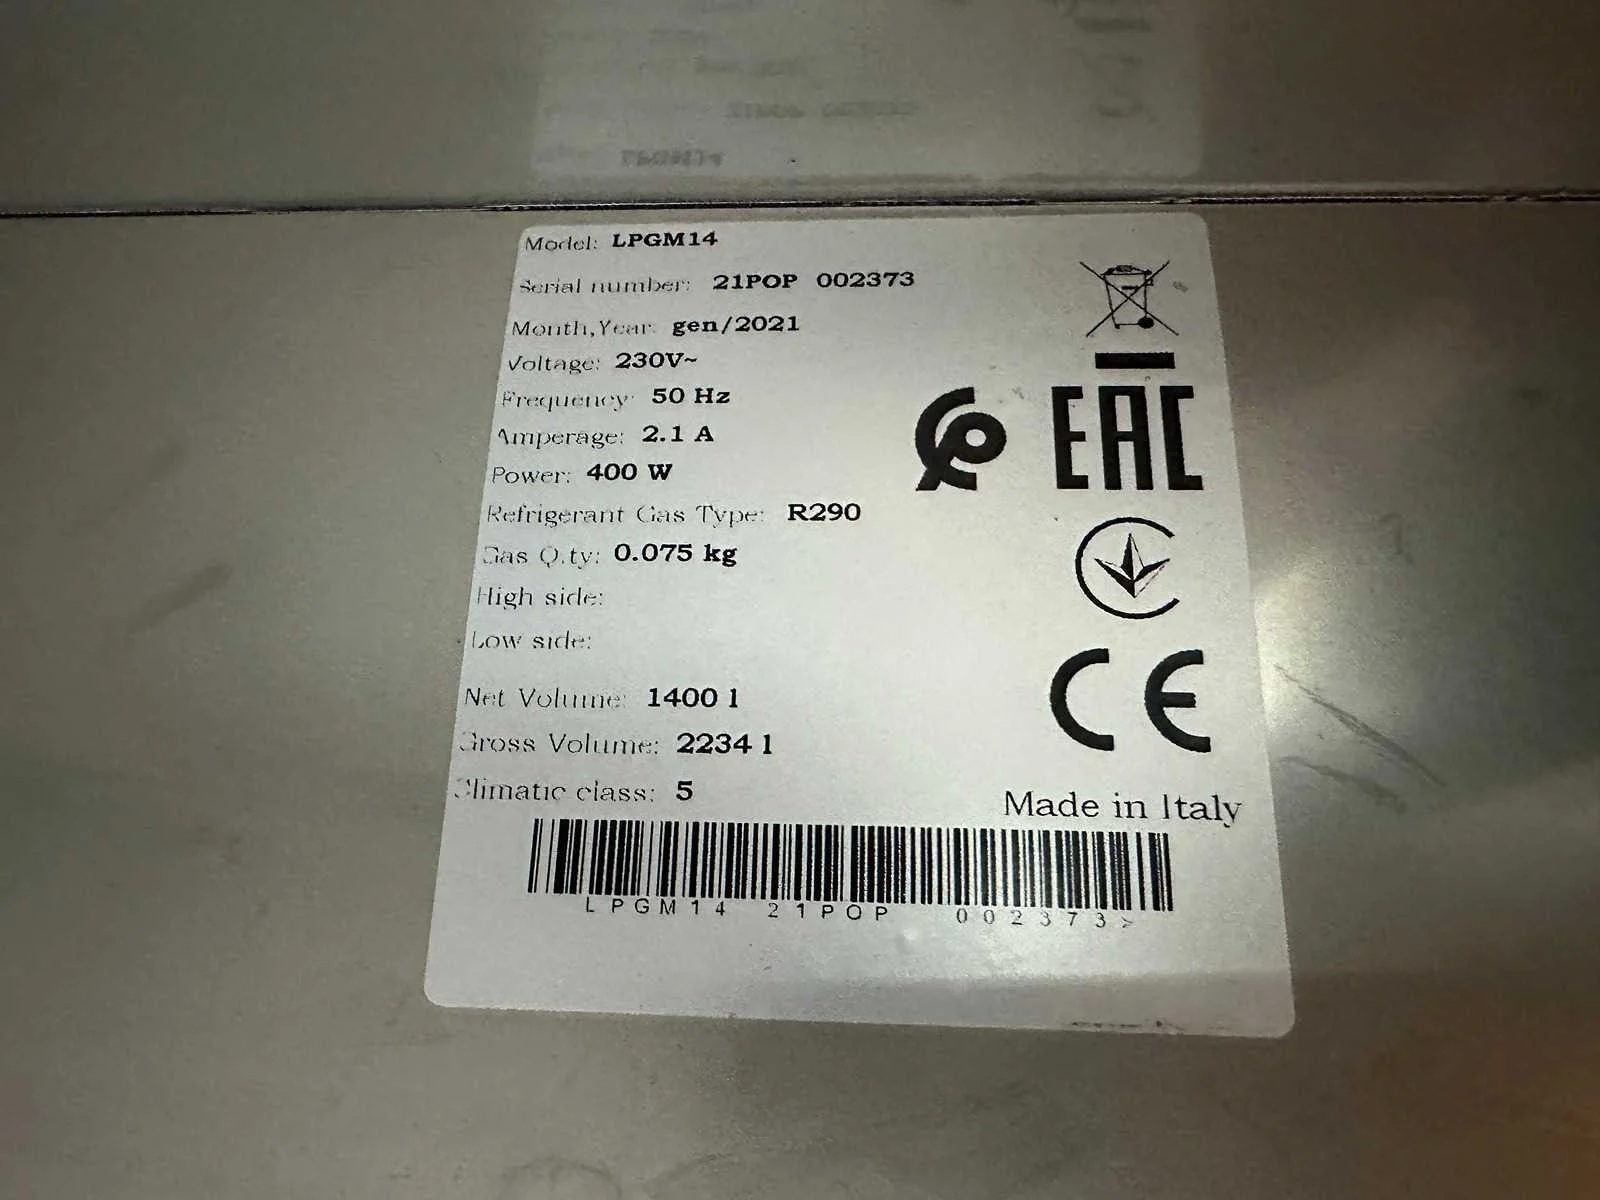 Model: LPGM14
Serial number: 21POP 002373
Month,Year: gen/2021
Voltage: 230V~
Frequency: 50 Hz
Amperage: 2.1 A
Power: 400 W
Refrigerant Gas Type: R290
Gas Q.ty: 0.075 kg
High side:
Low side:
Net Volume: 1400 l
Gross Volume: 2234 l
Climatic class: 5
EAC
CE
Made in Italy
LPGM14 21POP 002373>